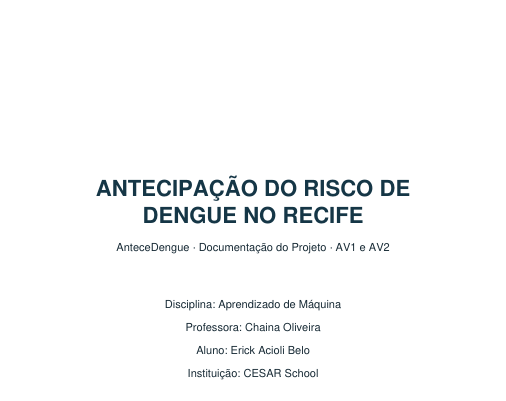 ANTECIPAÇÃO DO RISCO DE
DENGUE NO RECIFE
AnteceDengue · Documentação do Projeto · AV1 e AV2
Disciplina: Aprendizado de Máquina
Professora: Chaina Oliveira
Aluno: Erick Acioli Belo
Instituição: CESAR School